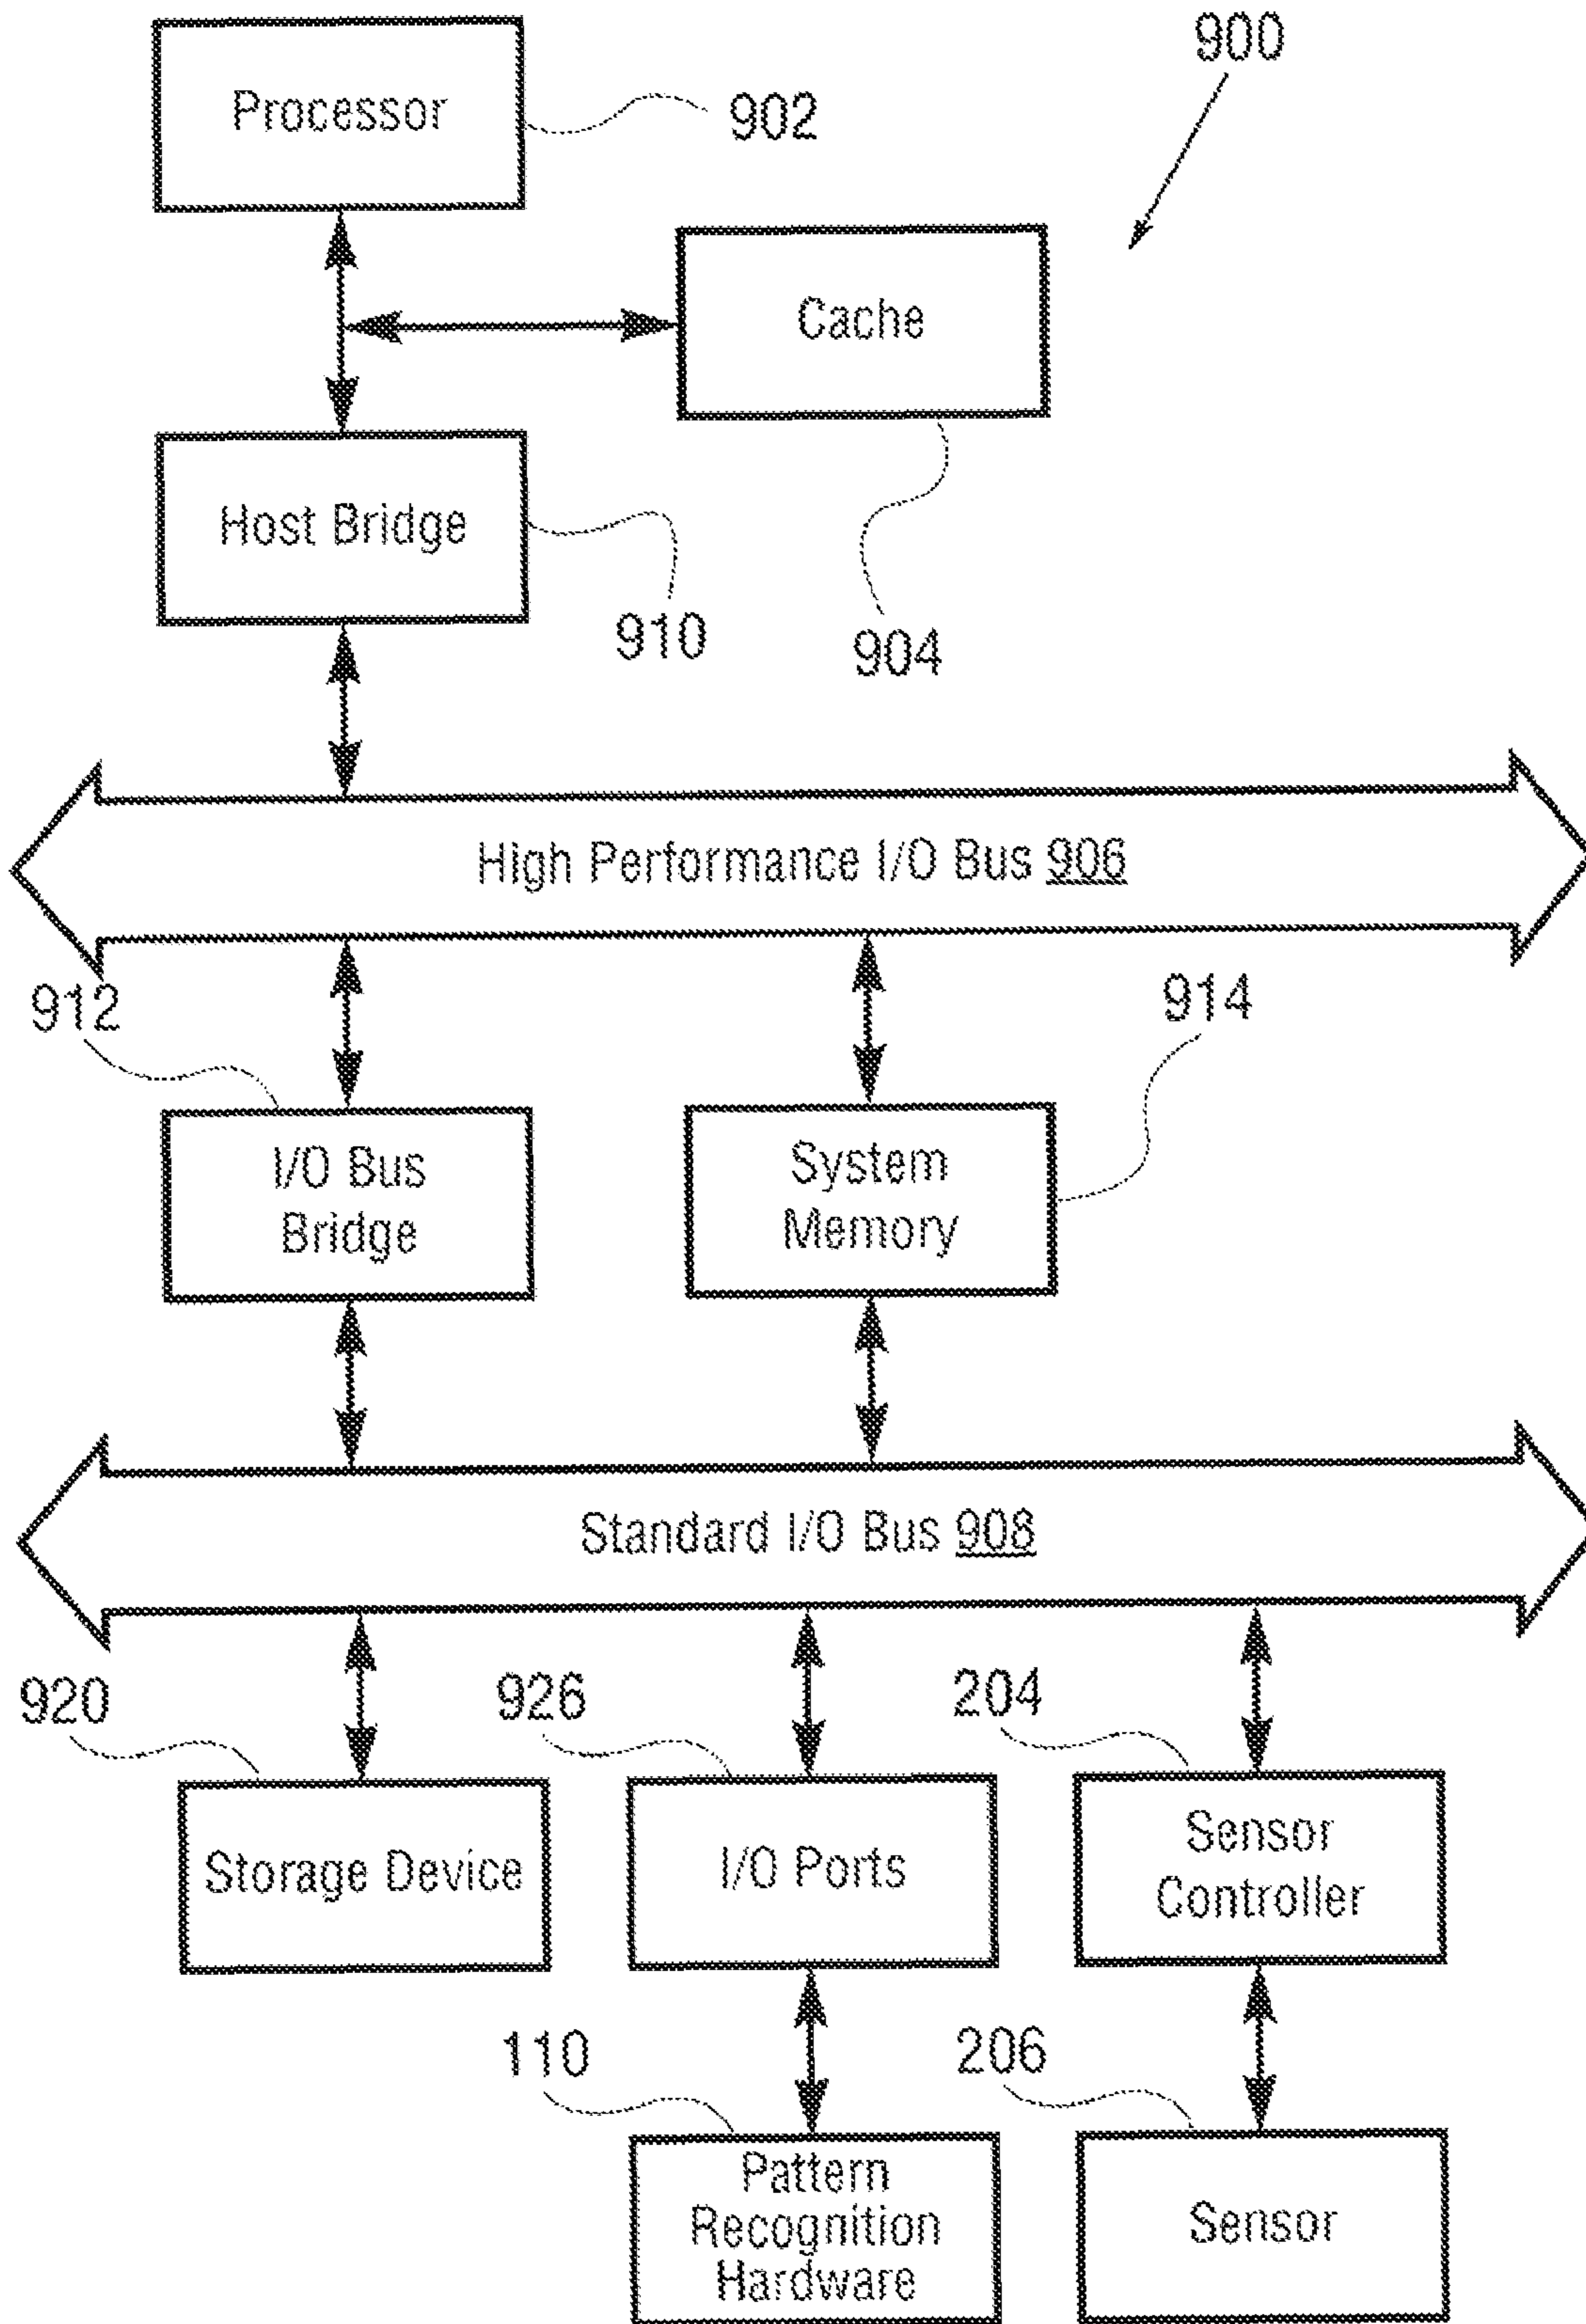 900
Processor
902
Cache
Host Bridge
910
904
High Performance I/O Bus 906
912
914
I/O Bus
Bridge
System
Memory
Standard I/O Bus 908
920
926
204
Storage Device
I/O Ports
Sensor
Controller
110
206
Pattern
Recognition
Hardware
Sensor